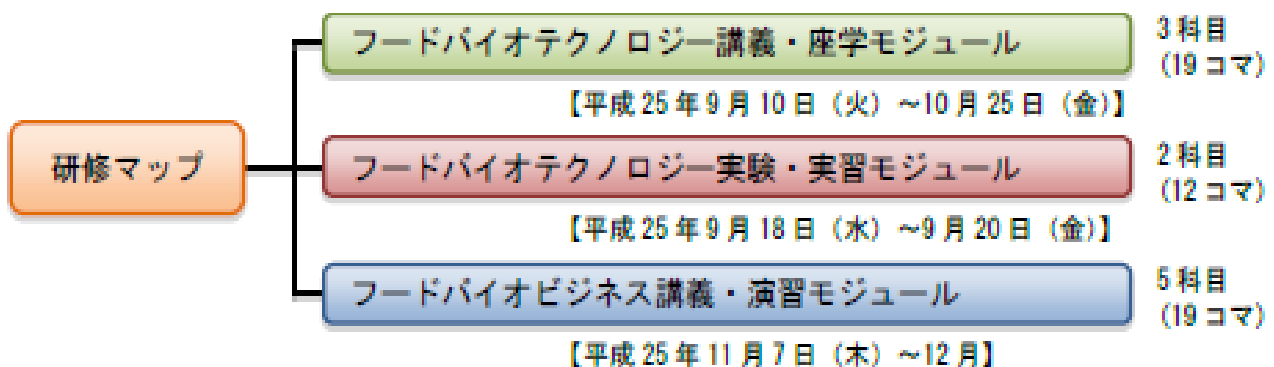 フードバイオテクノロジー講義・座学モジュール
3科目
(19コマ)
【平成25年9月10日（火）～10月25日（金)】
研修マップ
フードバイオテクノロジー実験・実習モジュール
2科目
(12コマ)
【平成25年9月18日（水）～9月20日（金)】
フードバイオビジネス講義・演習モジュール
5科目
(19コマ)
【平成25年11月7日（木）～12月】